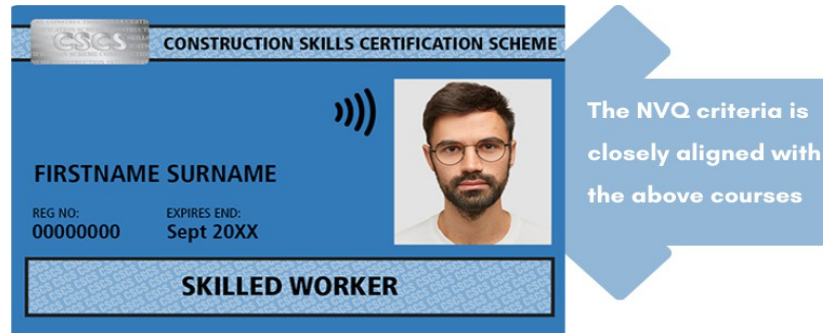 CSCS
CONSTRUCTION SKILLS CERTIFICATION SCHEME
FIRSTNAME SURNAME
REG NO:
EXPIRES END:
00000000
Sept 20XX
SKILLED WORKER
The NVQ criteria is
closely aligned with
the above courses